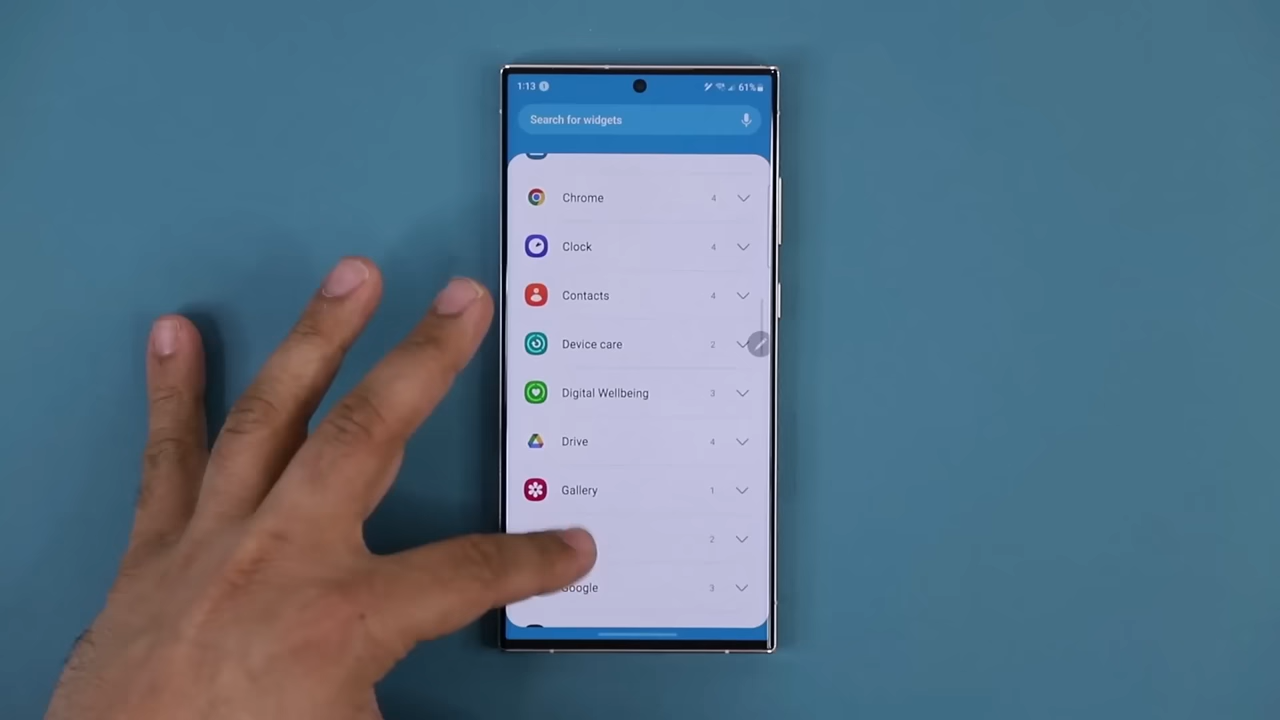 1:13 61%
Search for widgets
Chrome 4
Clock 4
Contacts 4
Device care 2
Digital Wellbeing 3
Drive 4
Gallery 1
2
Google 3